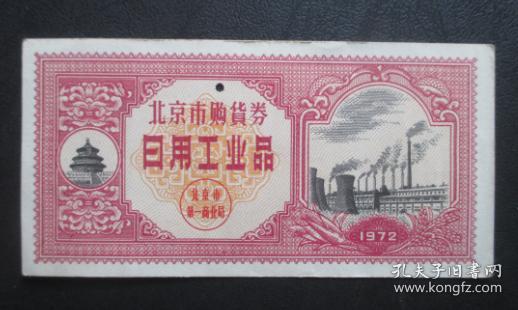 北京市购货券
日用工业品
北京市
第一商业局
1972
孔夫子旧书网
kongfz.com